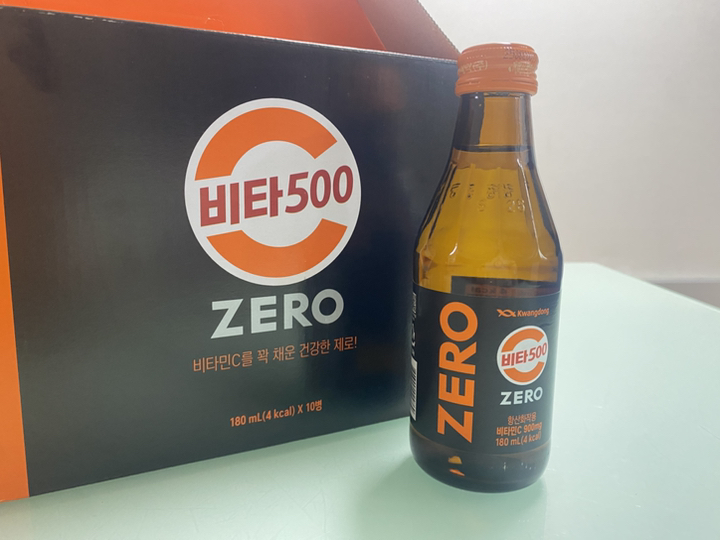 비타500
ZERO
비타민C를 꽉 채운 건강한 제로!
180 mL(4 kcal) X 10병
ZERO
Kwangdong
비타500
ZERO
항산화작용
비타민C 900mg
180 mL(4 kcal)